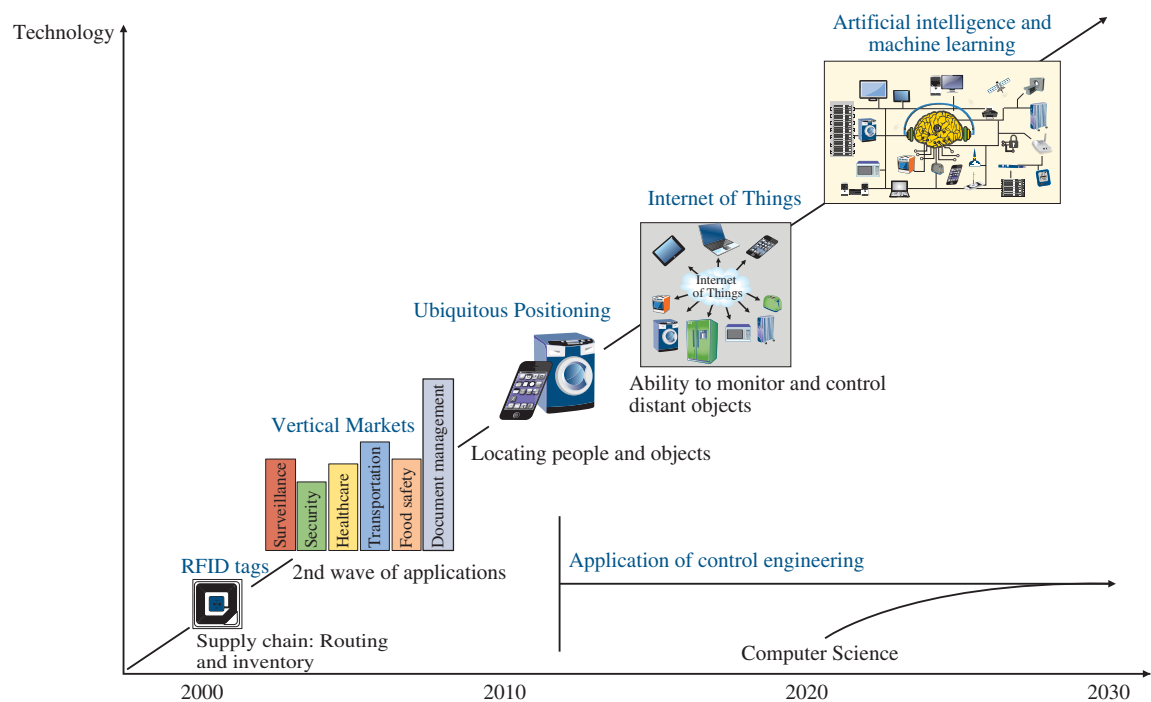 Technology
Artificial intelligence and
machine learning
Internet of Things
Internet
of Things
Ability to monitor and control
distant objects
Ubiquitous Positioning
Locating people and objects
Vertical Markets
Surveillance
Security
Healthcare
Transportation
Food safety
Document management
2nd wave of applications
RFID tags
Supply chain: Routing
and inventory
Application of control engineering
Computer Science
2000
2010
2020
2030